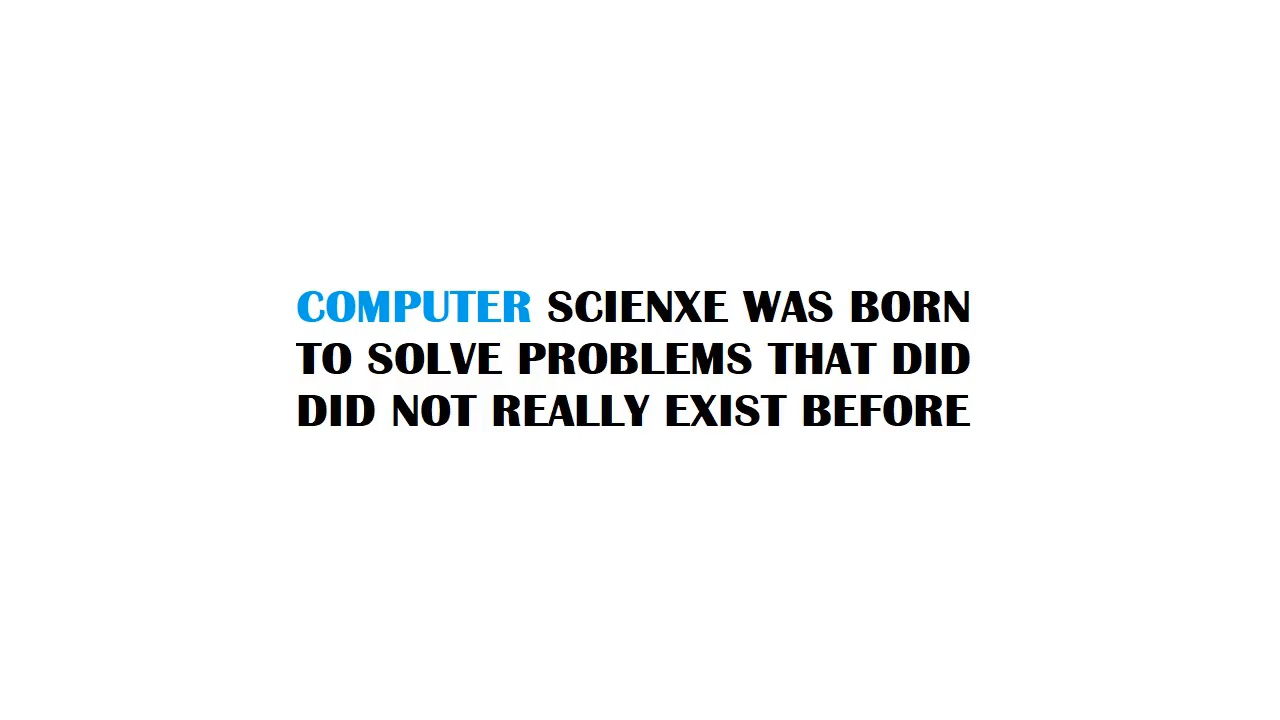 COMPUTER SCIENXE WAS BORN
TO SOLVE PROBLEMS THAT DID
DID NOT REALLY EXIST BEFORE